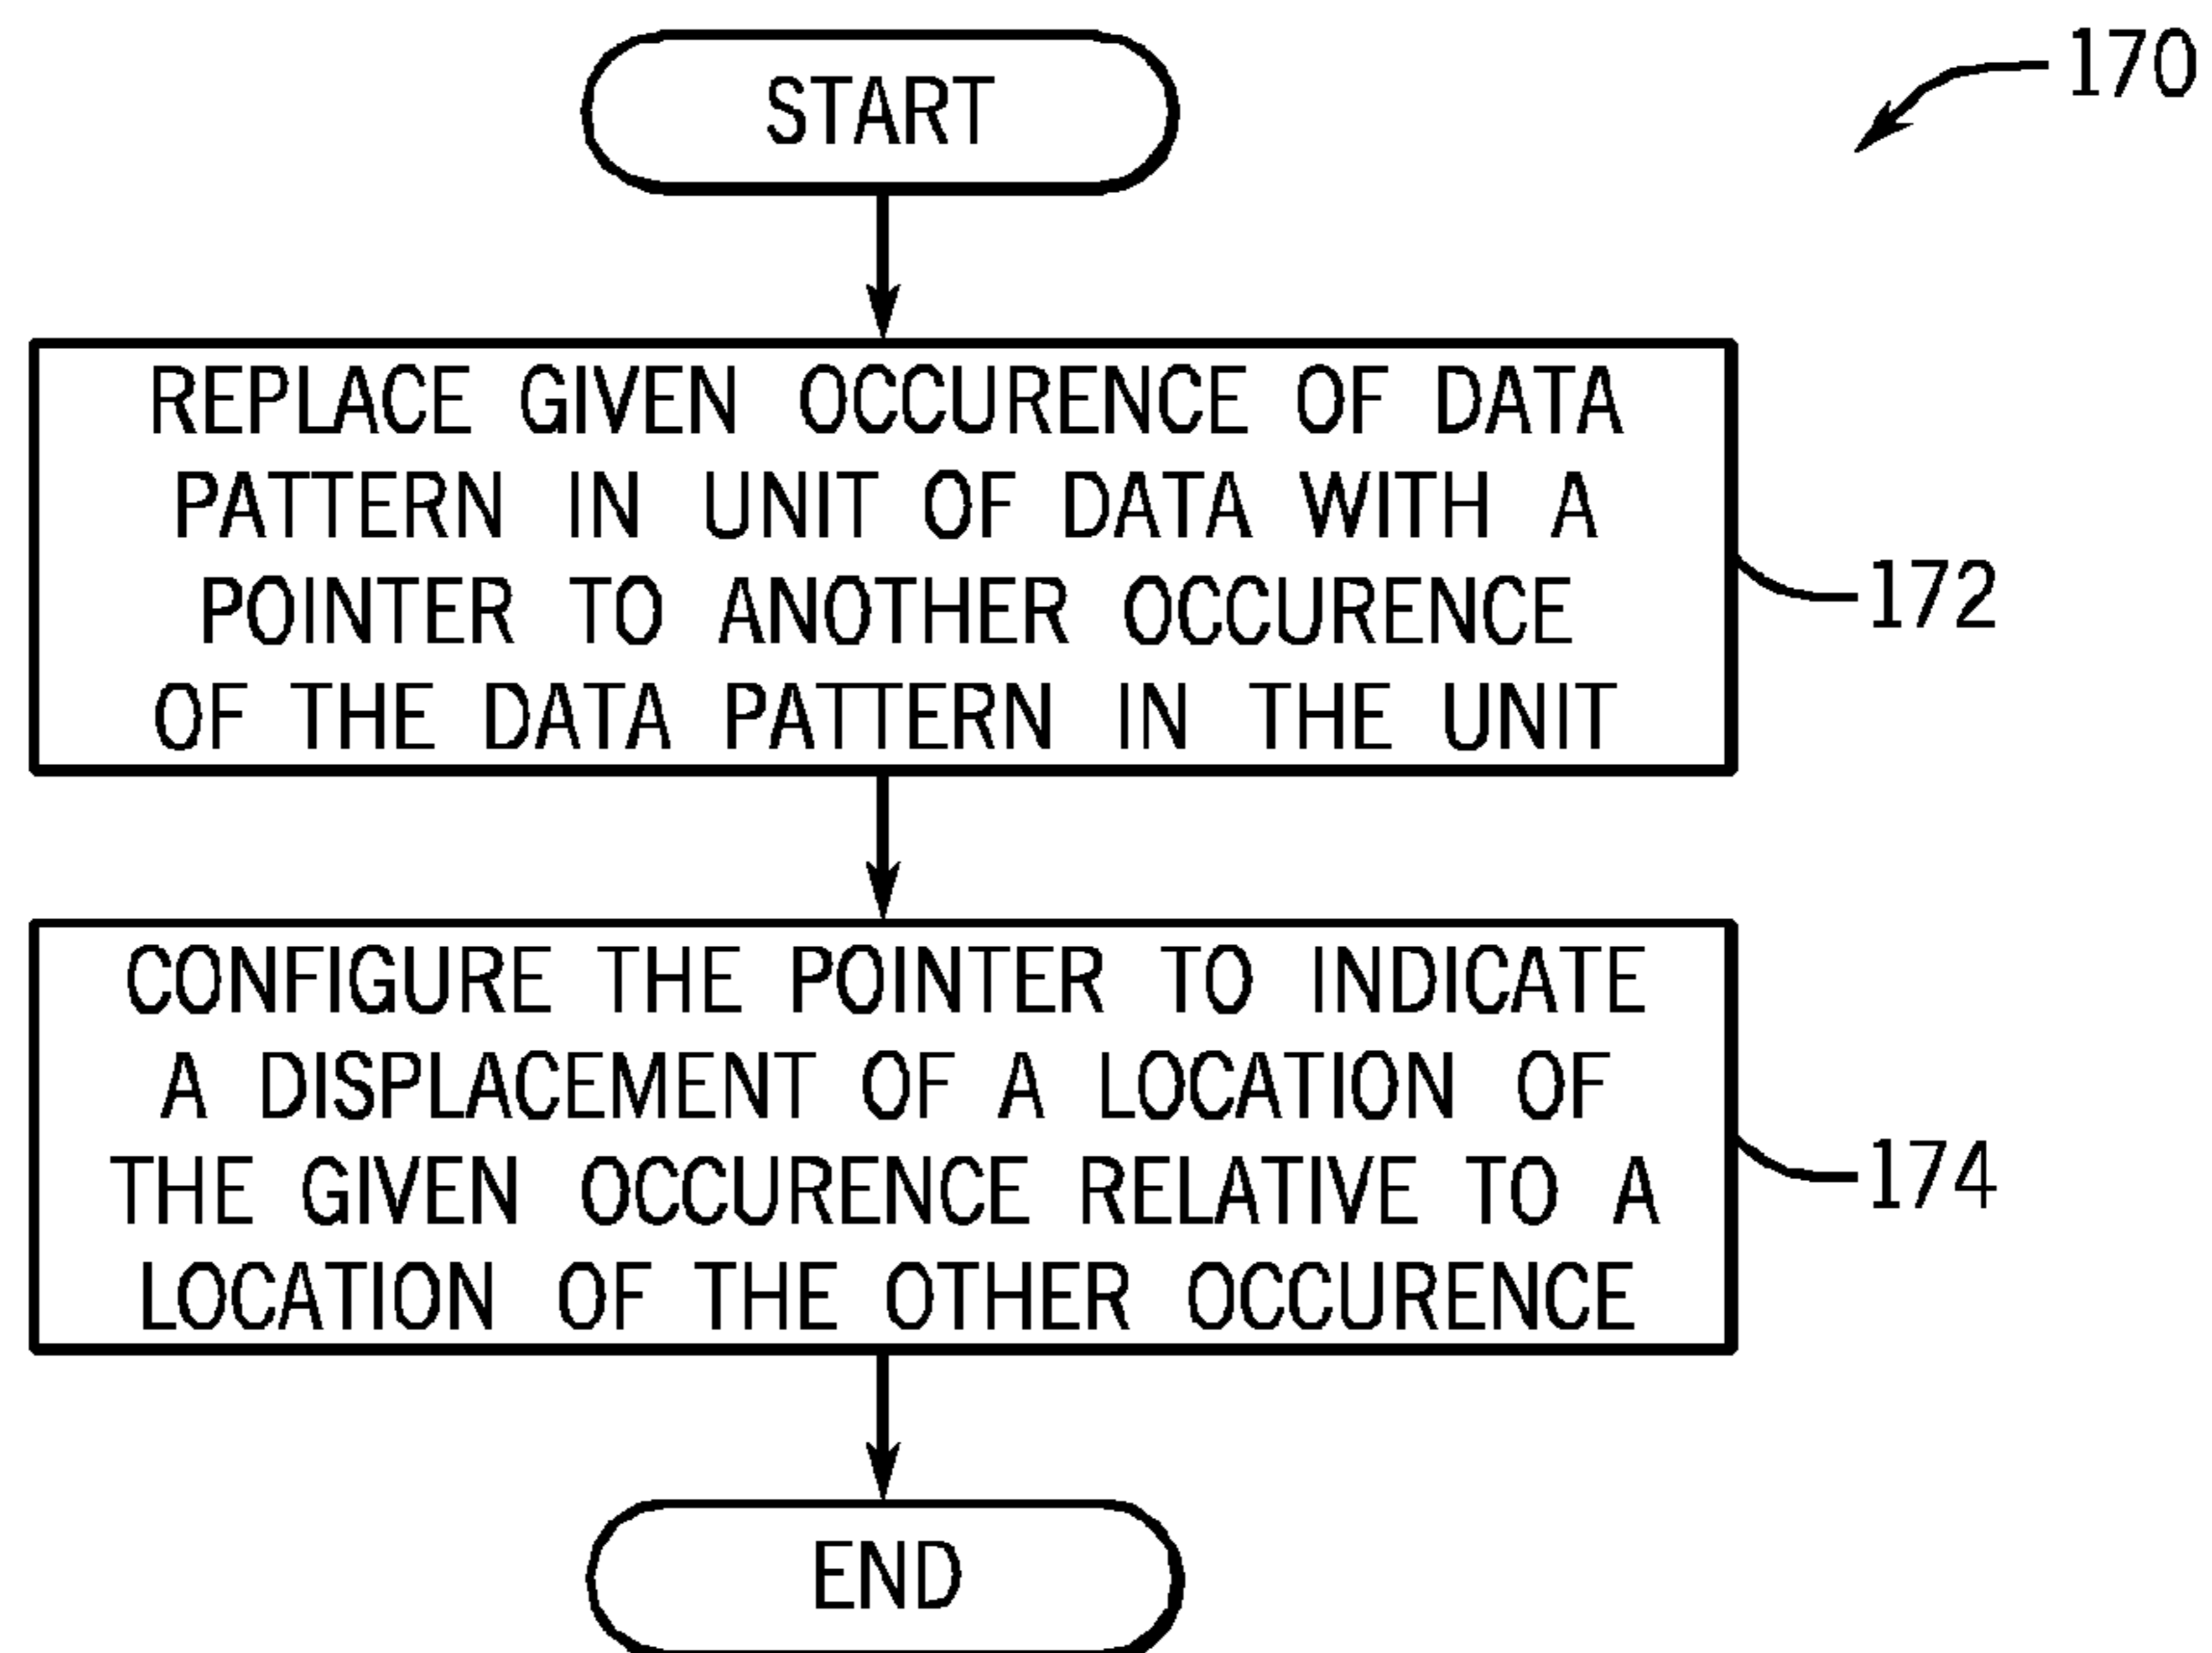 START
170
REPLACE GIVEN OCCURENCE OF DATA
PATTERN IN UNIT OF DATA WITH A
POINTER TO ANOTHER OCCURENCE
OF THE DATA PATTERN IN THE UNIT
172
CONFIGURE THE POINTER TO INDICATE
A DISPLACEMENT OF A LOCATION OF
THE GIVEN OCCURENCE RELATIVE TO A
LOCATION OF THE OTHER OCCURENCE
174
END